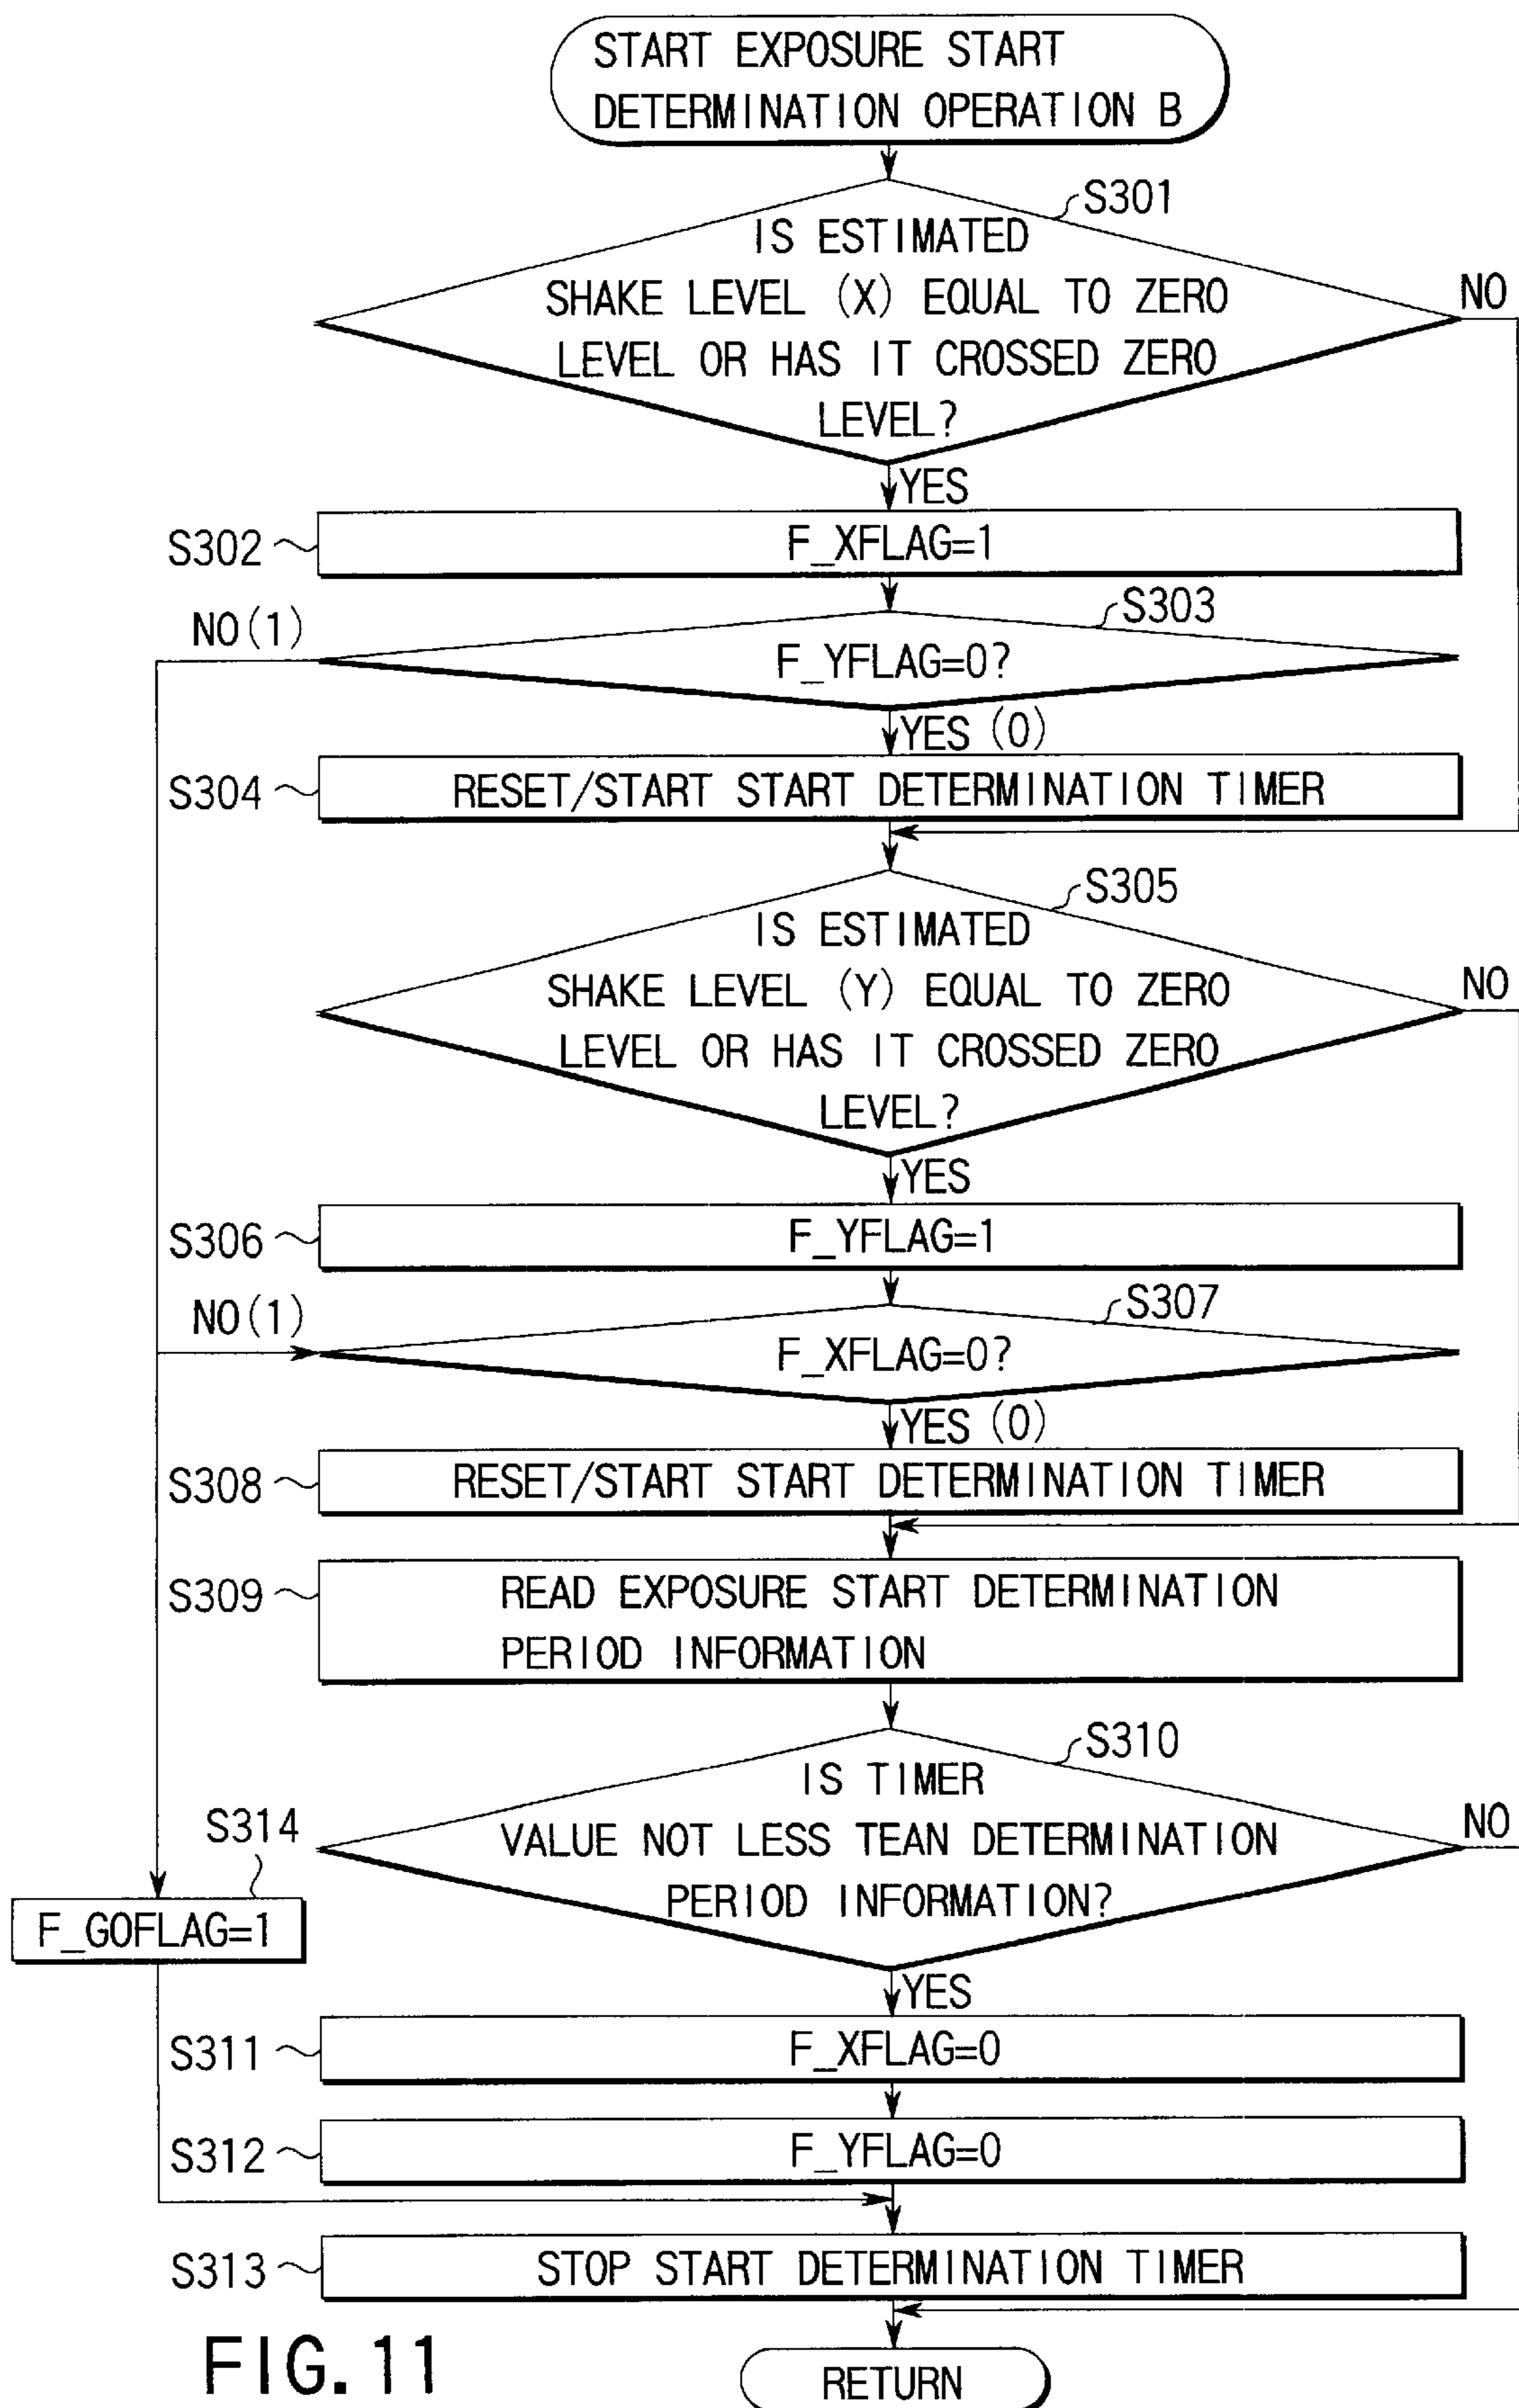 START EXPOSURE START
DETERMINATION OPERATION B
S301
IS ESTIMATED
SHAKE LEVEL (X) EQUAL TO ZERO
LEVEL OR HAS IT CROSSED ZERO
LEVEL?
NO
YES
S302
F_XFLAG=1
S303
NO(1)
F_YFLAG=0?
YES (0)
S304
RESET/START START DETERMINATION TIMER
S305
IS ESTIMATED
SHAKE LEVEL (Y) EQUAL TO ZERO
LEVEL OR HAS IT CROSSED ZERO
LEVEL?
NO
YES
S306
F_YFLAG=1
S307
NO(1)
F_XFLAG=0?
YES (0)
S308
RESET/START START DETERMINATION TIMER
S309
READ EXPOSURE START DETERMINATION
PERIOD INFORMATION
S310
IS TIMER
VALUE NOT LESS TEAN DETERMINATION
PERIOD INFORMATION?
NO
S314
F_GOFLAG=1
YES
S311
F_XFLAG=0
S312
F_YFLAG=0
S313
STOP START DETERMINATION TIMER
RETURN
FIG. 11